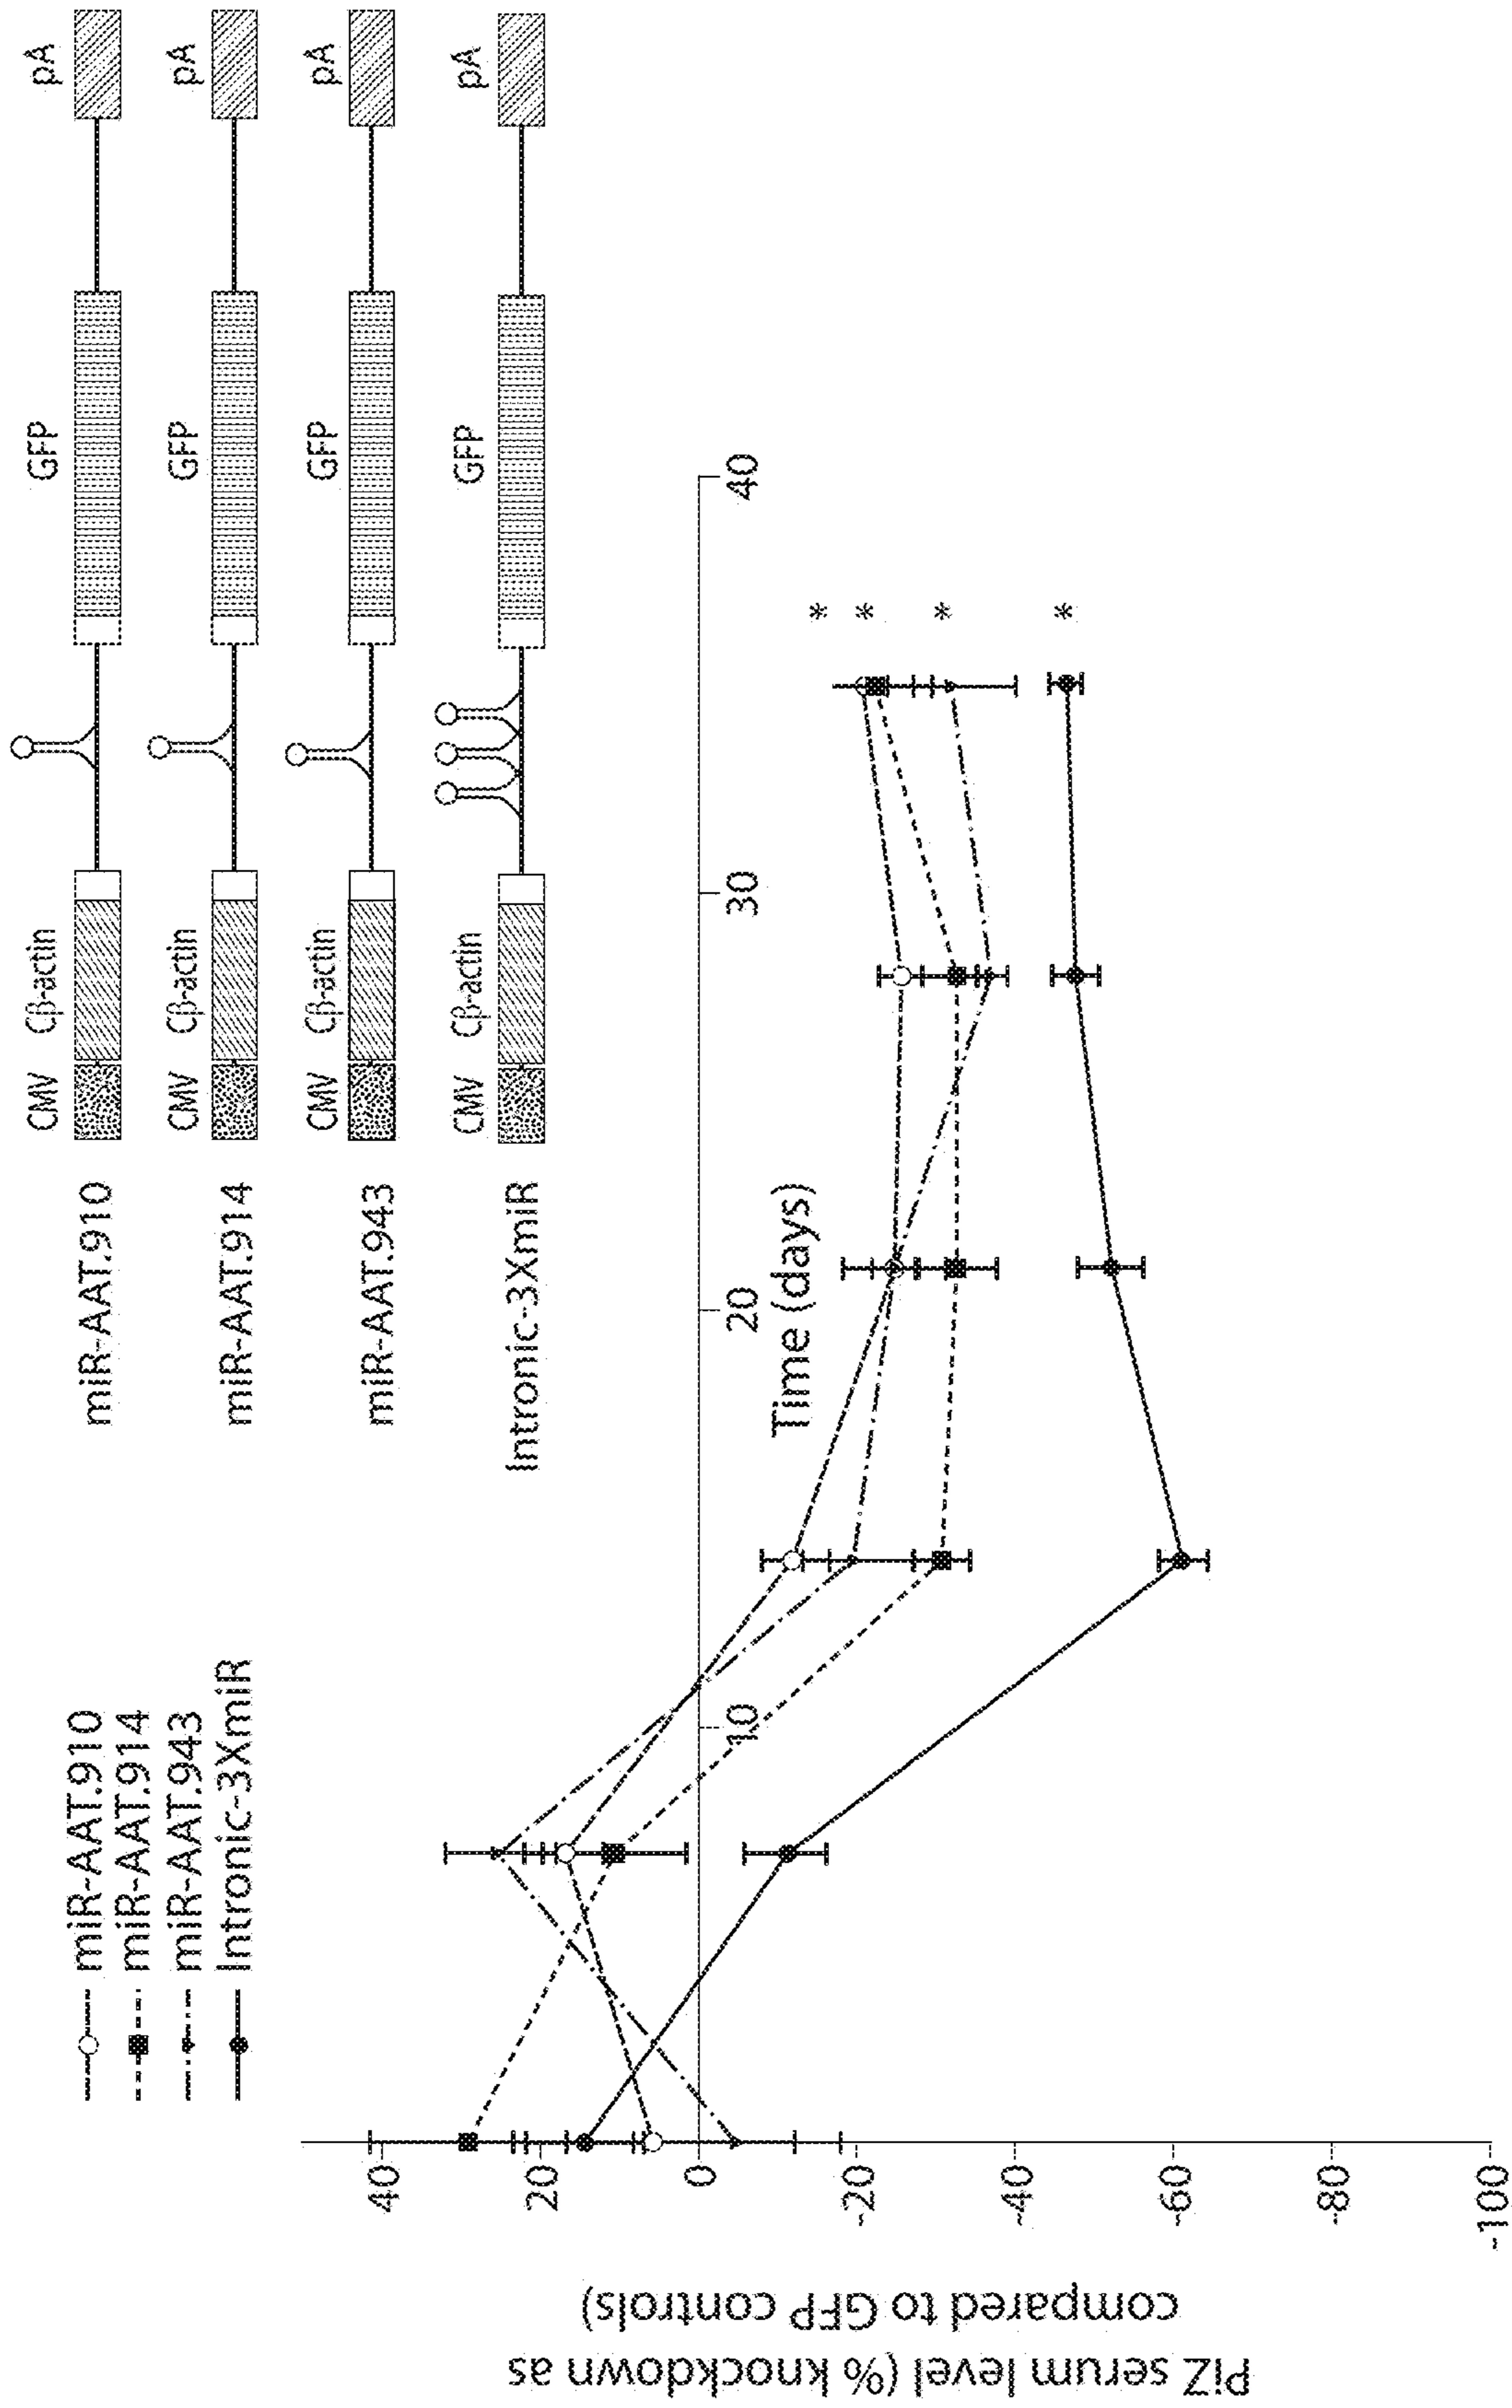 miR-AAT.910
miR-AAT.914
miR-AAT.943
Intronic-3XmiR
miR-AAT.910
CMV Cβ-actin GFP pA
miR-AAT.914
CMV Cβ-actin GFP pA
miR-AAT.943
CMV Cβ-actin GFP pA
Intronic-3XmiR
CMV Cβ-actin GFP pA
PiZ serum level (% knockdown as
compared to GFP controls)
40
20
0
-20
-40
-60
-80
-100
10
20
30
40
Time (days)
*
*
*
*